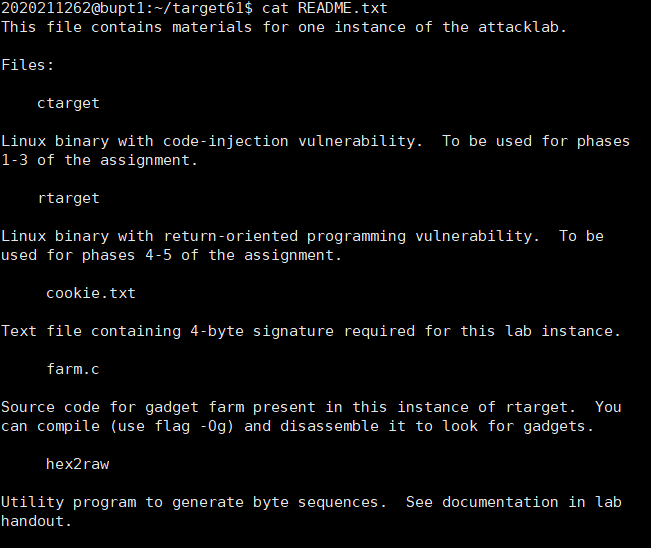 2020211262@bupt1:~/target61$ cat README.txt
This file contains materials for one instance of the attacklab.
Files:
ctarget
Linux binary with code-injection vulnerability.  To be used for phases
1-3 of the assignment.
rtarget
Linux binary with return-oriented programming vulnerability.  To be
used for phases 4-5 of the assignment.
cookie.txt
Text file containing 4-byte signature required for this lab instance.
farm.c
Source code for gadget farm present in this instance of rtarget.  You
can compile (use flag -Og) and disassemble it to look for gadgets.
hex2raw
Utility program to generate byte sequences.  See documentation in lab
handout.